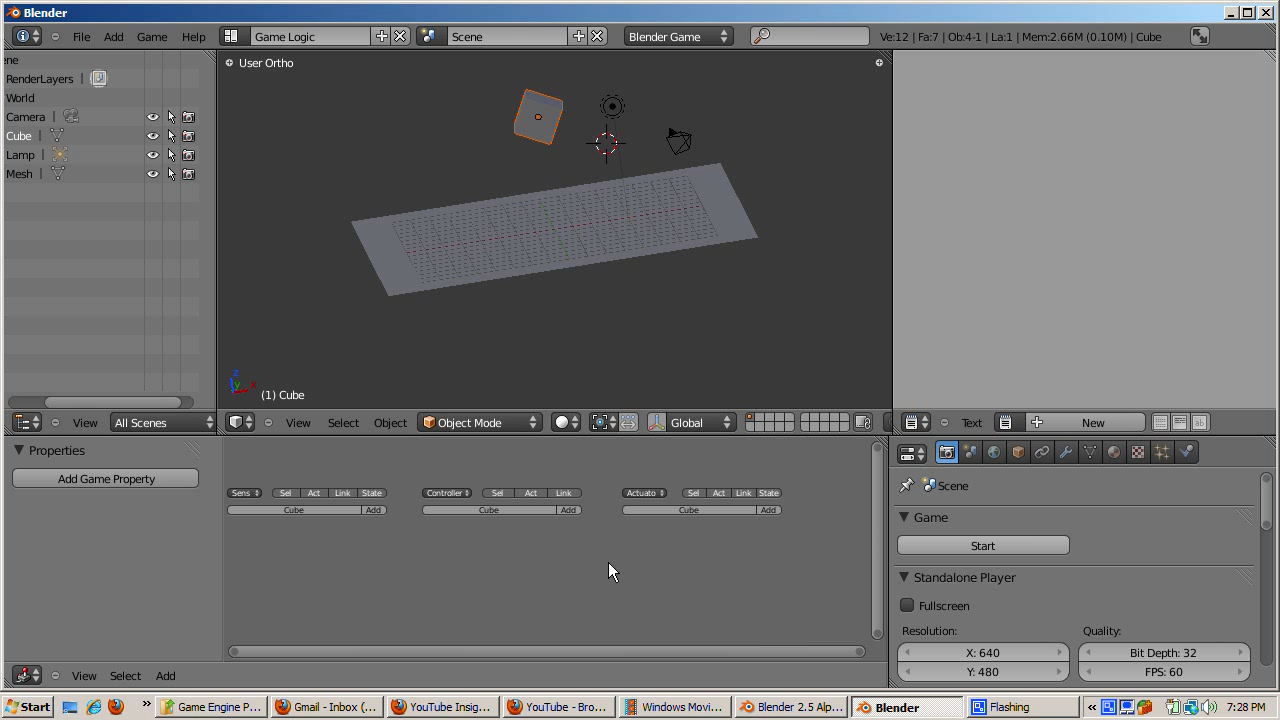 Blender
File Add Game Help Game Logic Scene Blender Game Ve:12 | Fa:7 | Ob:4-1 | La:1 | Mem:2.66M (0.10M) | Cube
ene
RenderLayers |
World
Camera |
Cube |
Lamp |
Mesh |
User Ortho
z
y x
(1) Cube
View All Scenes
View Select Object Object Mode Global
Text New
Properties
Add Game Property
Sens Sel Act Link State
Cube Add
Controller Sel Act Link
Cube Add
Actuato Sel Act Link State
Cube Add
View Select Add
Scene
Game
Start
Standalone Player
Fullscreen
Resolution: Quality:
X: 640 Bit Depth: 32
Y: 480 FPS: 60
Start » Game Engine P... Gmail - Inbox (... YouTube Insig... YouTube - Bro... Windows Movi... Blender 2.5 Alp... Blender Flashing « 7:28 PM